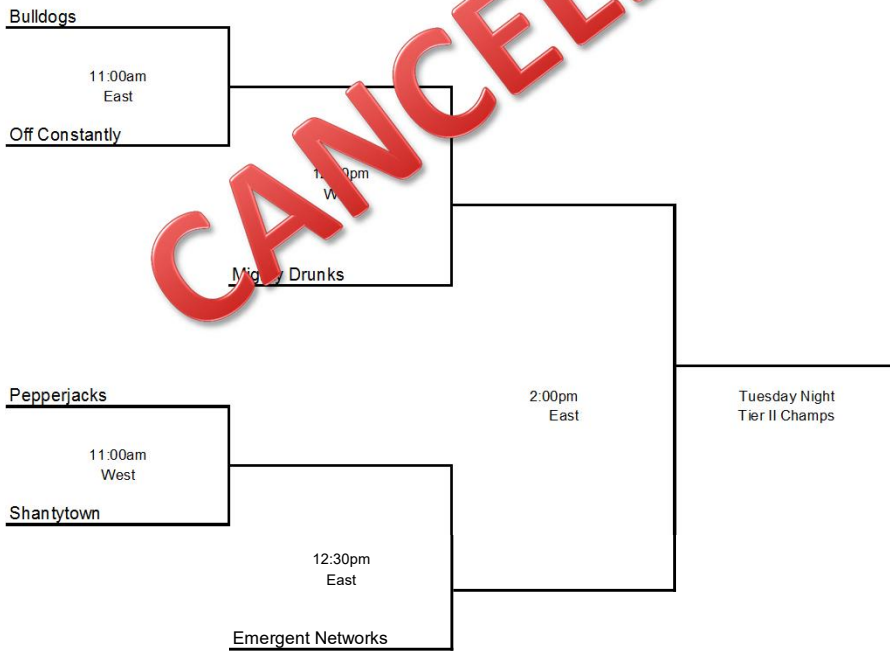 Bulldogs
11:00am
East
Off Constantly
CANCEL
Drunks
Pepperjacks
11:00am
West
Shantytown
2:00pm
East
Tuesday Night
Tier II Champs
12:30pm
East
Emergent Networks